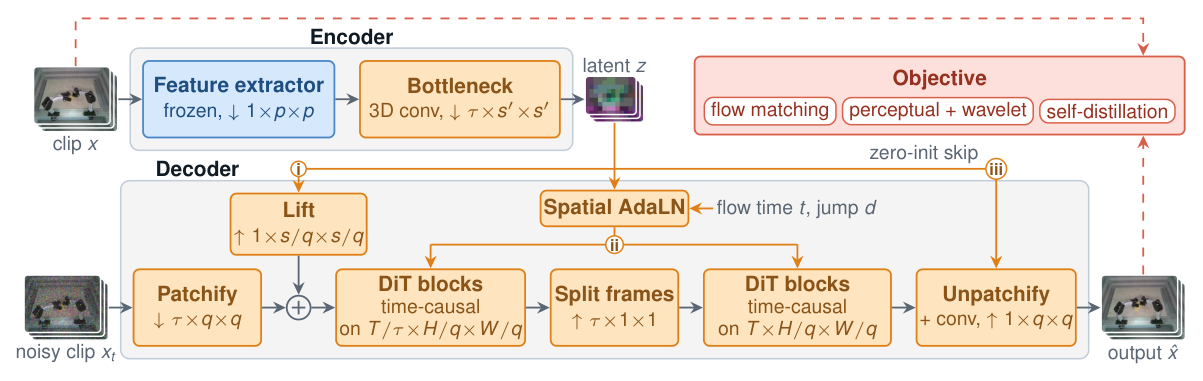 Encoder
Feature extractor
frozen, ↓ 1×p×p
Bottleneck
3D conv, ↓ τ×s′×s′
latent z
clip x
Objective
flow matching
perceptual + wavelet
self-distillation
Decoder
i
zero-init skip
iii
Lift
↑ 1×s/q×s/q
Spatial AdaLN
flow time t, jump d
ii
Patchify
↓ τ×q×q
+
DiT blocks
time-causal
on T/τ×H/q×W/q
Split frames
↑ τ×1×1
DiT blocks
time-causal
on T×H/q×W/q
Unpatchify
+ conv, ↑ 1×q×q
noisy clip xₜ
output x̂